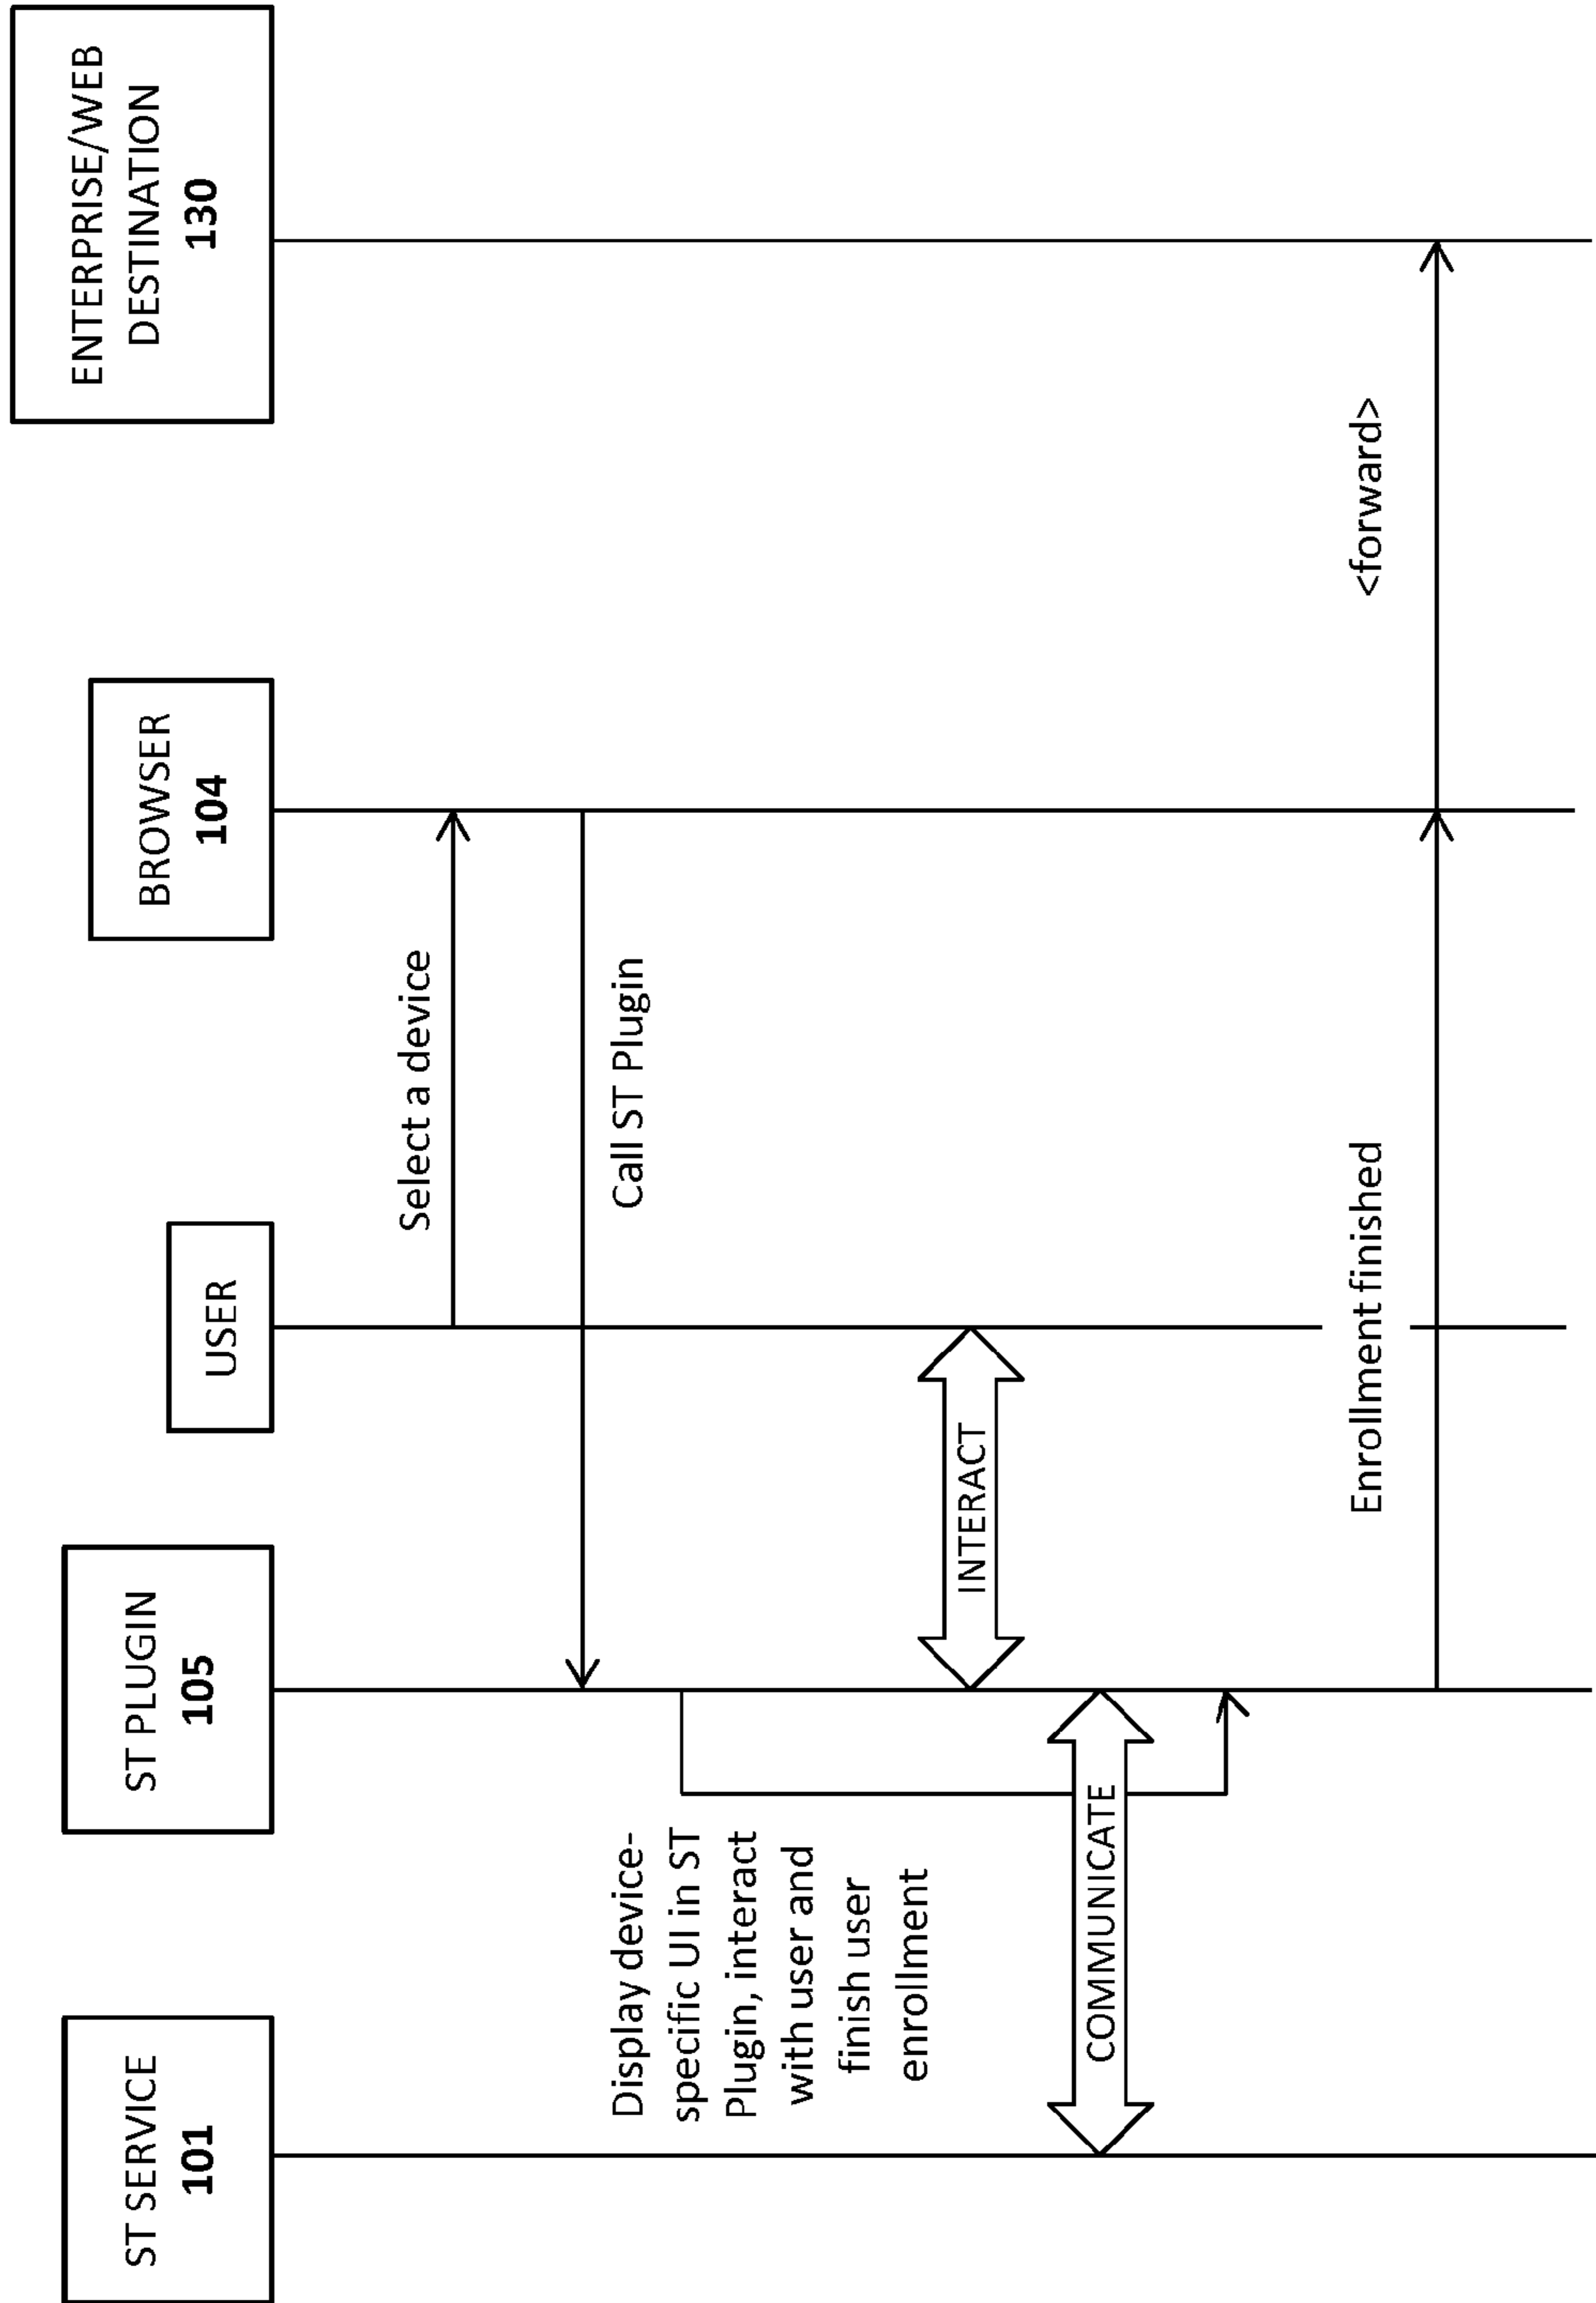 ST SERVICE
101
ST PLUGIN
105
USER
BROWSER
104
ENTERPRISE/WEB
DESTINATION
130
Select a device
Call ST Plugin
Display device-
specific UI in ST
Plugin, interact
with user and
finish user
enrollment
INTERACT
COMMUNICATE
Enrollment finished
<forward>